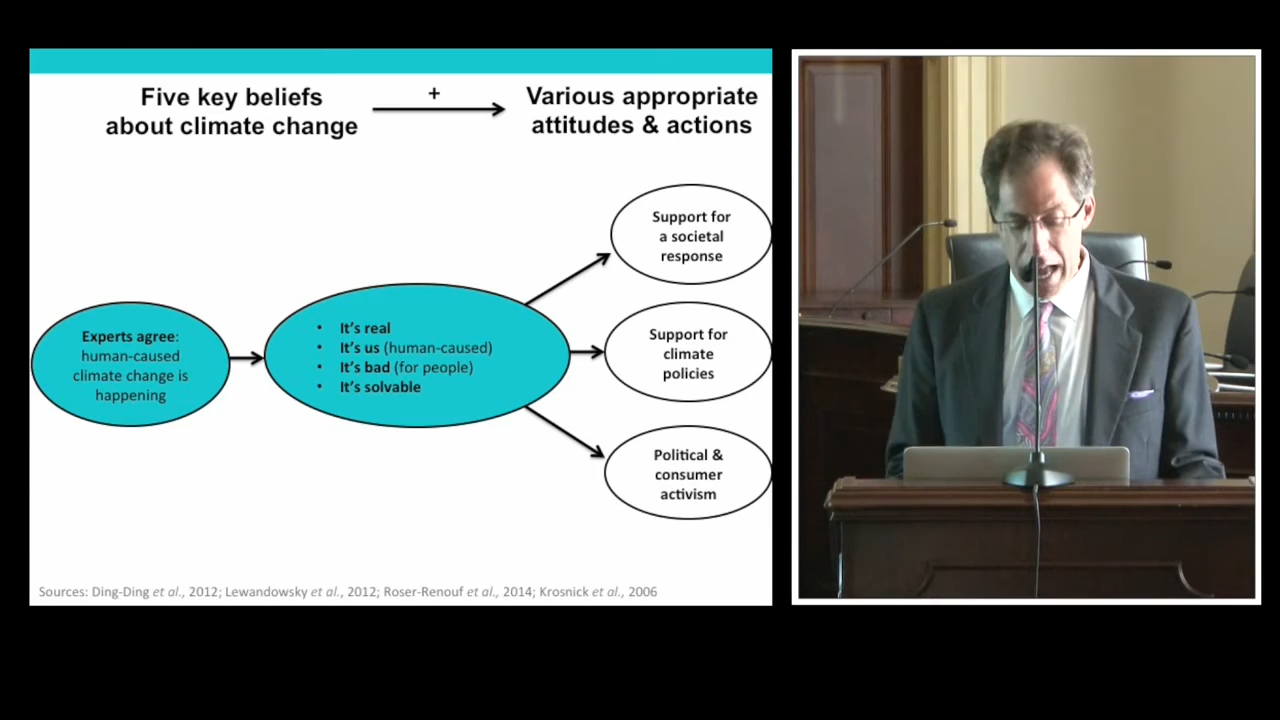 Five key beliefs
about climate change
+
Various appropriate
attitudes & actions
Experts agree:
human-caused
climate change is
happening
• It's real
• It's us (human-caused)
• It's bad (for people)
• It's solvable
Support for
a societal
response
Support for
climate
policies
Political &
consumer
activism
Sources: Ding-Ding et al., 2012; Lewandowsky et al., 2012; Roser-Renouf et al., 2014; Krosnick et al., 2006